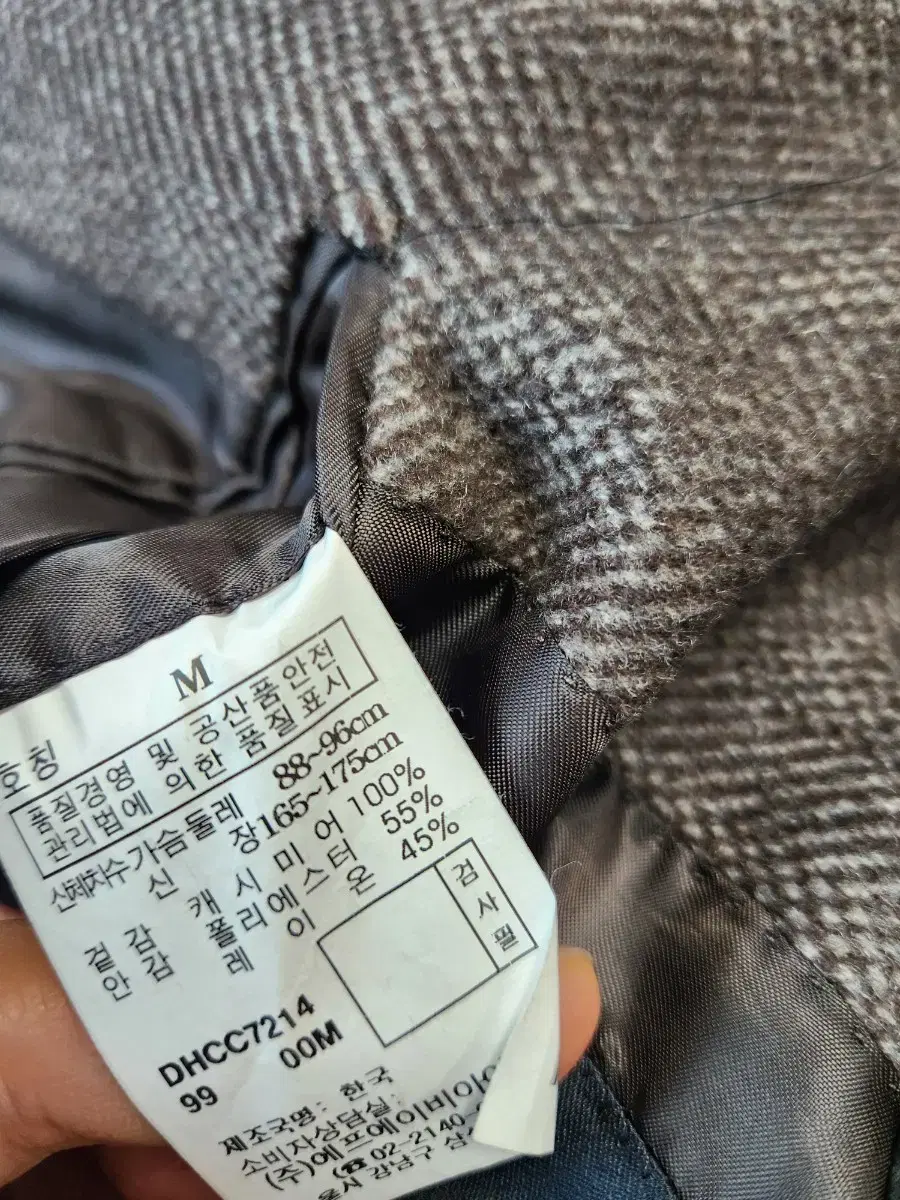 호칭 M
품질경영 및 공산품안전
관리법에 의한 품질표시
신체치수 가슴둘레 88~96cm
신 장 165~175cm
겉 감 캐 시 미 어 100%
안 감 폴 리 에 스 터 55%
레 이 온 45%
검 사 필
DHCC7214
99 00M
제조국명: 한국
소비자상담실:
(주)에프에이비이
(☎ 02-2140-
울시 강남구 삼